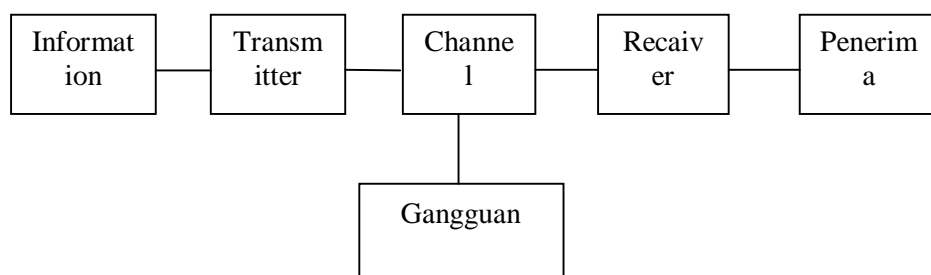 Informat
ion
Transm
itter
Channe
l
Recaiv
er
Penerim
a
Gangguan